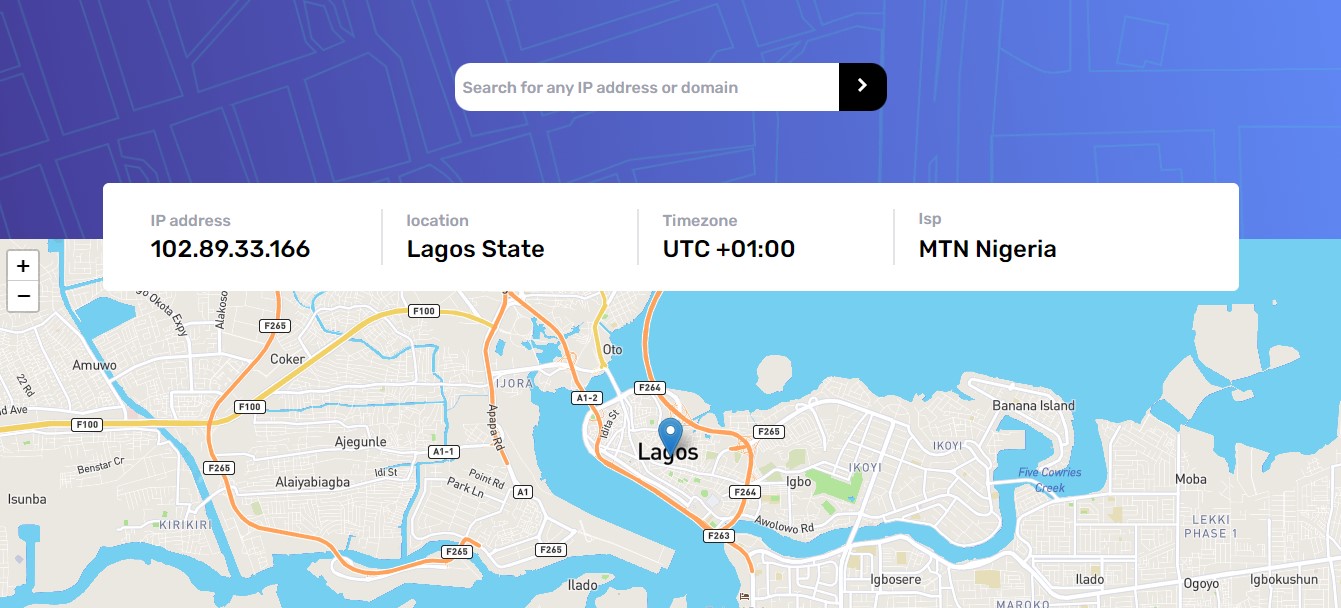 Search for any IP address or domain
IP address
102.89.33.166
location
Lagos State
Timezone
UTC +01:00
Isp
MTN Nigeria
+
−
Okota Expy
Alakoso
F100
F265
Oto
Coker
Amuwo
IJORA
22 Rd
F264
A1-2
Banana Island
F100
d Ave
F100
Apapa Rd
Idita St
F265
Ajegunle
A1-1
Lagos
IKOYI
Benstar Cr
F265
Idi St
IKOYI
Five Cowries
Creek
Alaiyabiagba
Point Rd
Park Ln
A1
Igbo
F264
Moba
Isunba
KIRIKIRI
Awolowo Rd
LEKKI
PHASE 1
F263
F265
F265
Ilado
Igbosere
Ilado
Ogoyo
Igbokushun
MAROKO